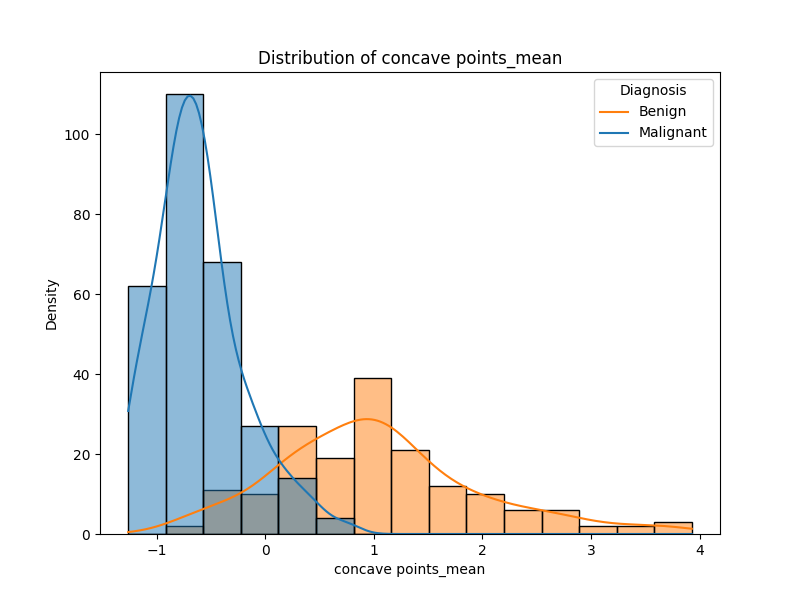 Distribution of concave points_mean
Diagnosis
Benign
Malignant
Density
100
80
60
40
20
0
−1
0
1
2
3
4
concave points_mean